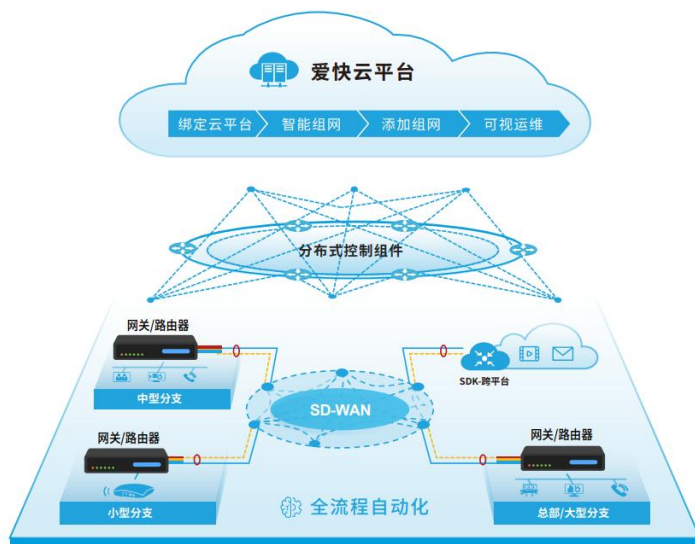 爱快云平台
绑定云平台
智能组网
添加组网
可视运维
分布式控制组件
网关/路由器
中型分支
SDK-跨平台
SD-WAN
网关/路由器
小型分支
网关/路由器
总部/大型分支
全流程自动化